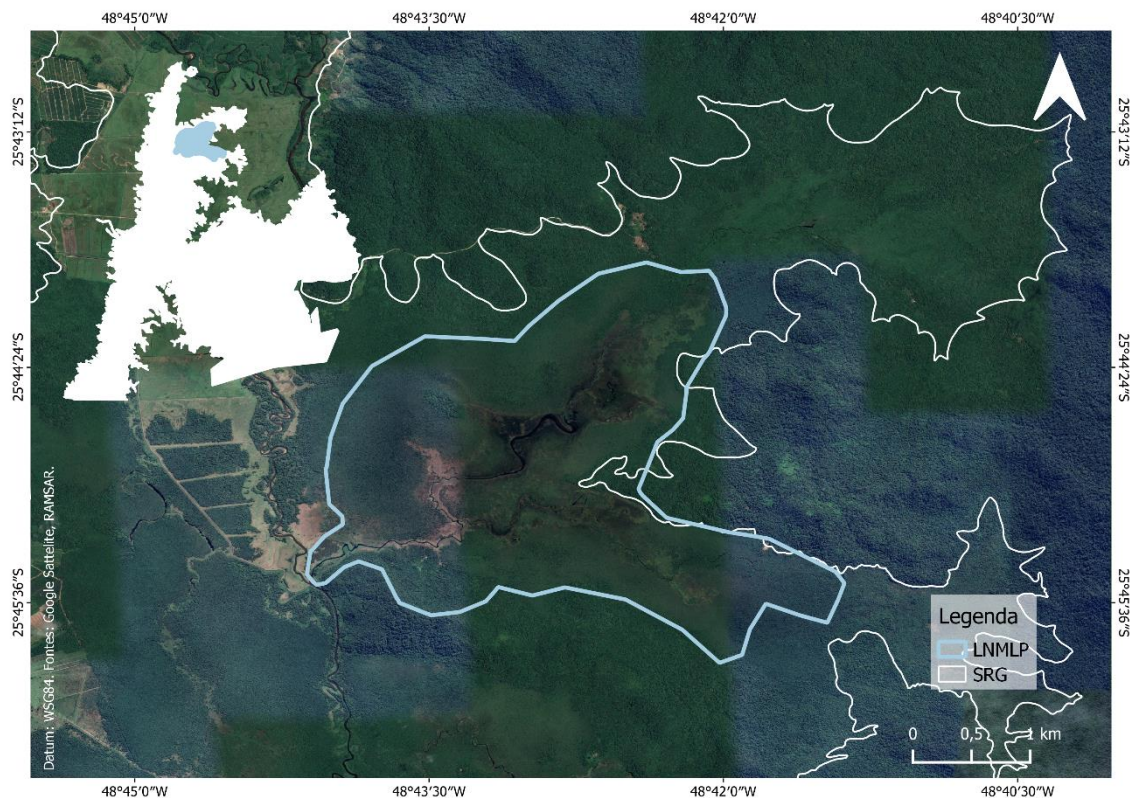 48°45′0″W 48°43′30″W 48°42′0″W 48°40′30″W
25°43′12″S 25°43′12″S
25°44′24″S 25°44′24″S
25°45′36″S 25°45′36″S
Datum: WSG84. Fontes: Google Sattelite, RAMSAR.
Legenda
LNMLP
SRG
0 0,5 1 km
48°45′0″W 48°43′30″W 48°42′0″W 48°40′30″W